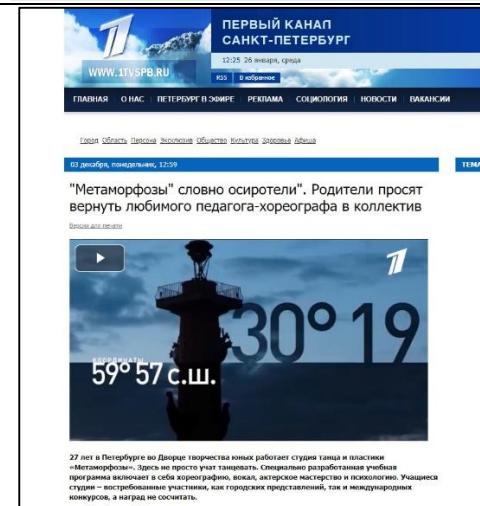 ПЕРВЫЙ КАНАЛ
САНКТ-ПЕТЕРБУРГ
1
WWW.1TVSPB.RU
12:25 26 января, среда
RSS В избранное
ГЛАВНАЯ О НАС ПЕТЕРБУРГ В ЭФИРЕ РЕКЛАМА СОЦИОЛОГИЯ НОВОСТИ ВАКАНСИИ
Город Область Персона Эксклюзив Общество Культура Здоровье Афиша
03 декабря, понедельник, 12:59
ТЕМА
"Метаморфозы" словно осиротели". Родители просят
вернуть любимого педагога-хореографа в коллектив
Версия для печати
1
30° 19
КООРДИНАТЫ
59° 57 с.ш.
27 лет в Петербурге во Дворце творчества юных работает студия танца и пластики
«Метаморфозы». Здесь не просто учат танцевать. Специально разработанная учебная
программа включает в себя хореографию, вокал, актерское мастерство и психологию. Учащиеся
студии – востребованные участники, как городских представлений, так и международных
конкурсов, а наград не сосчитать.